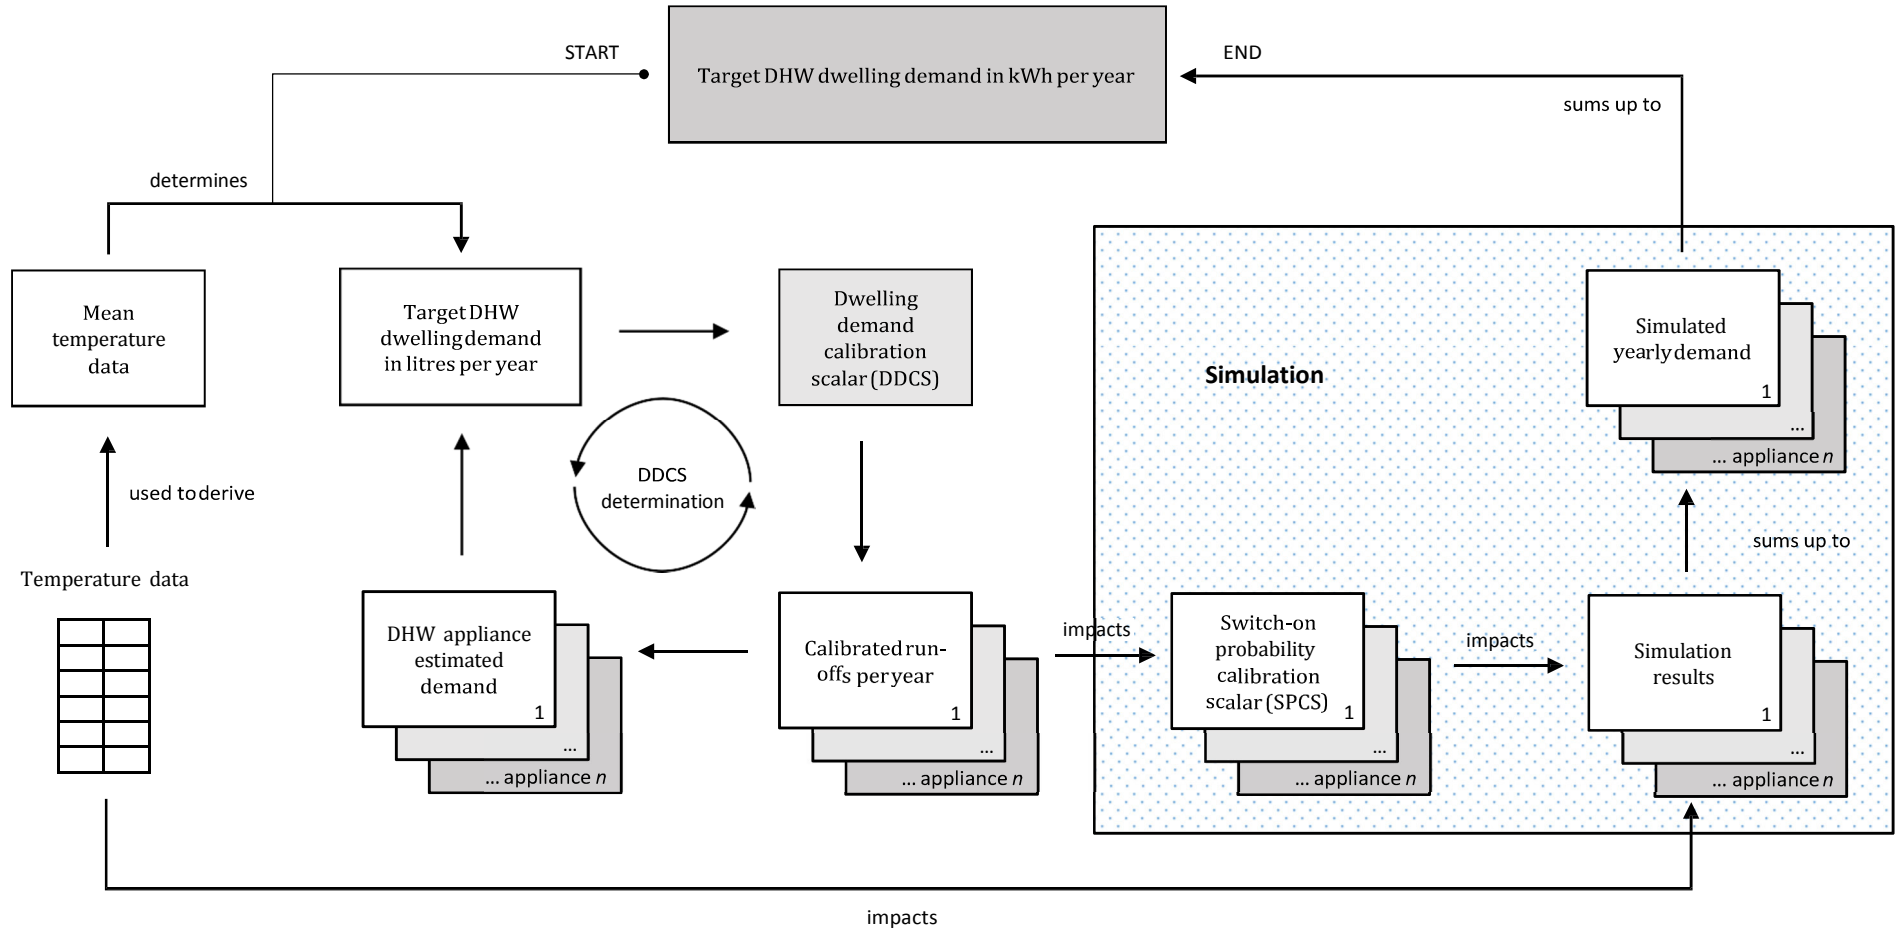 START
Target DHW dwelling demand in kWh per year
END
sums up to
determines
Mean
temperature
data
Target DHW
dwelling demand
in litres per year
Dwelling
demand
calibration
scalar (DDCS)
Simulation
Simulated
yearly demand
1
...
... appliance n
used to derive
DDCS
determination
sums up to
Temperature data
DHW appliance
estimated
demand
1
...
... appliance n
Calibrated run-
offs per year
1
...
... appliance n
impacts
Switch-on
probability
calibration
scalar (SPCS)
1
...
... appliance n
impacts
Simulation
results
1
...
... appliance n
impacts